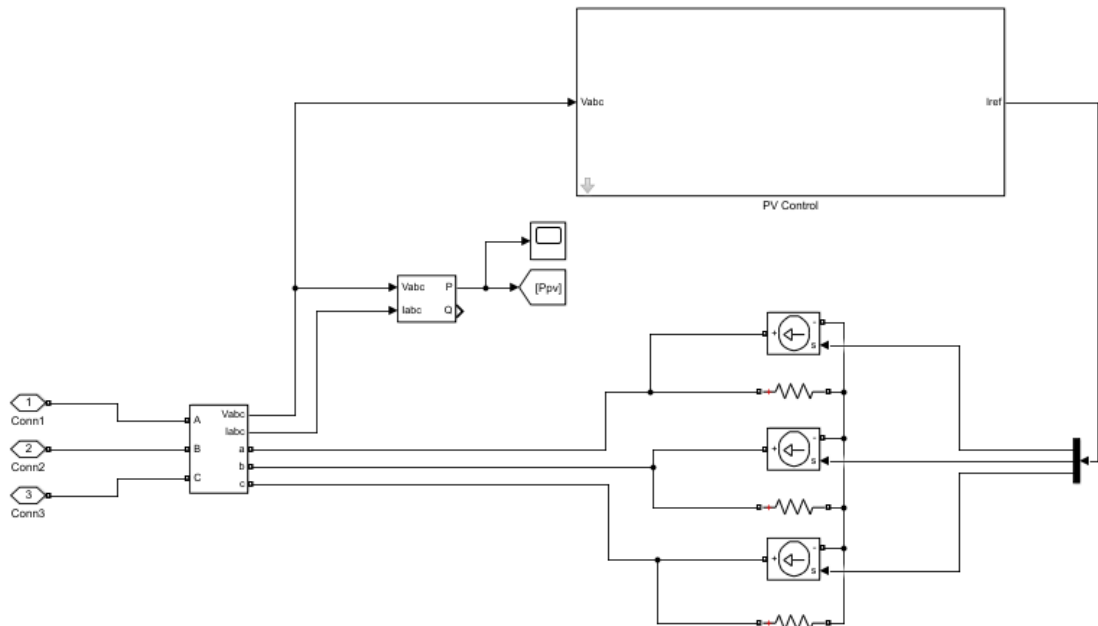 Vabc
Iref
PV Control
Vabc
P
[Ppv]
Iabc
Q
+
-
s
1
Conn1
A
Vabc
Iabc
2
Conn2
B
a
b
+
-
s
3
Conn3
C
c
+
-
s